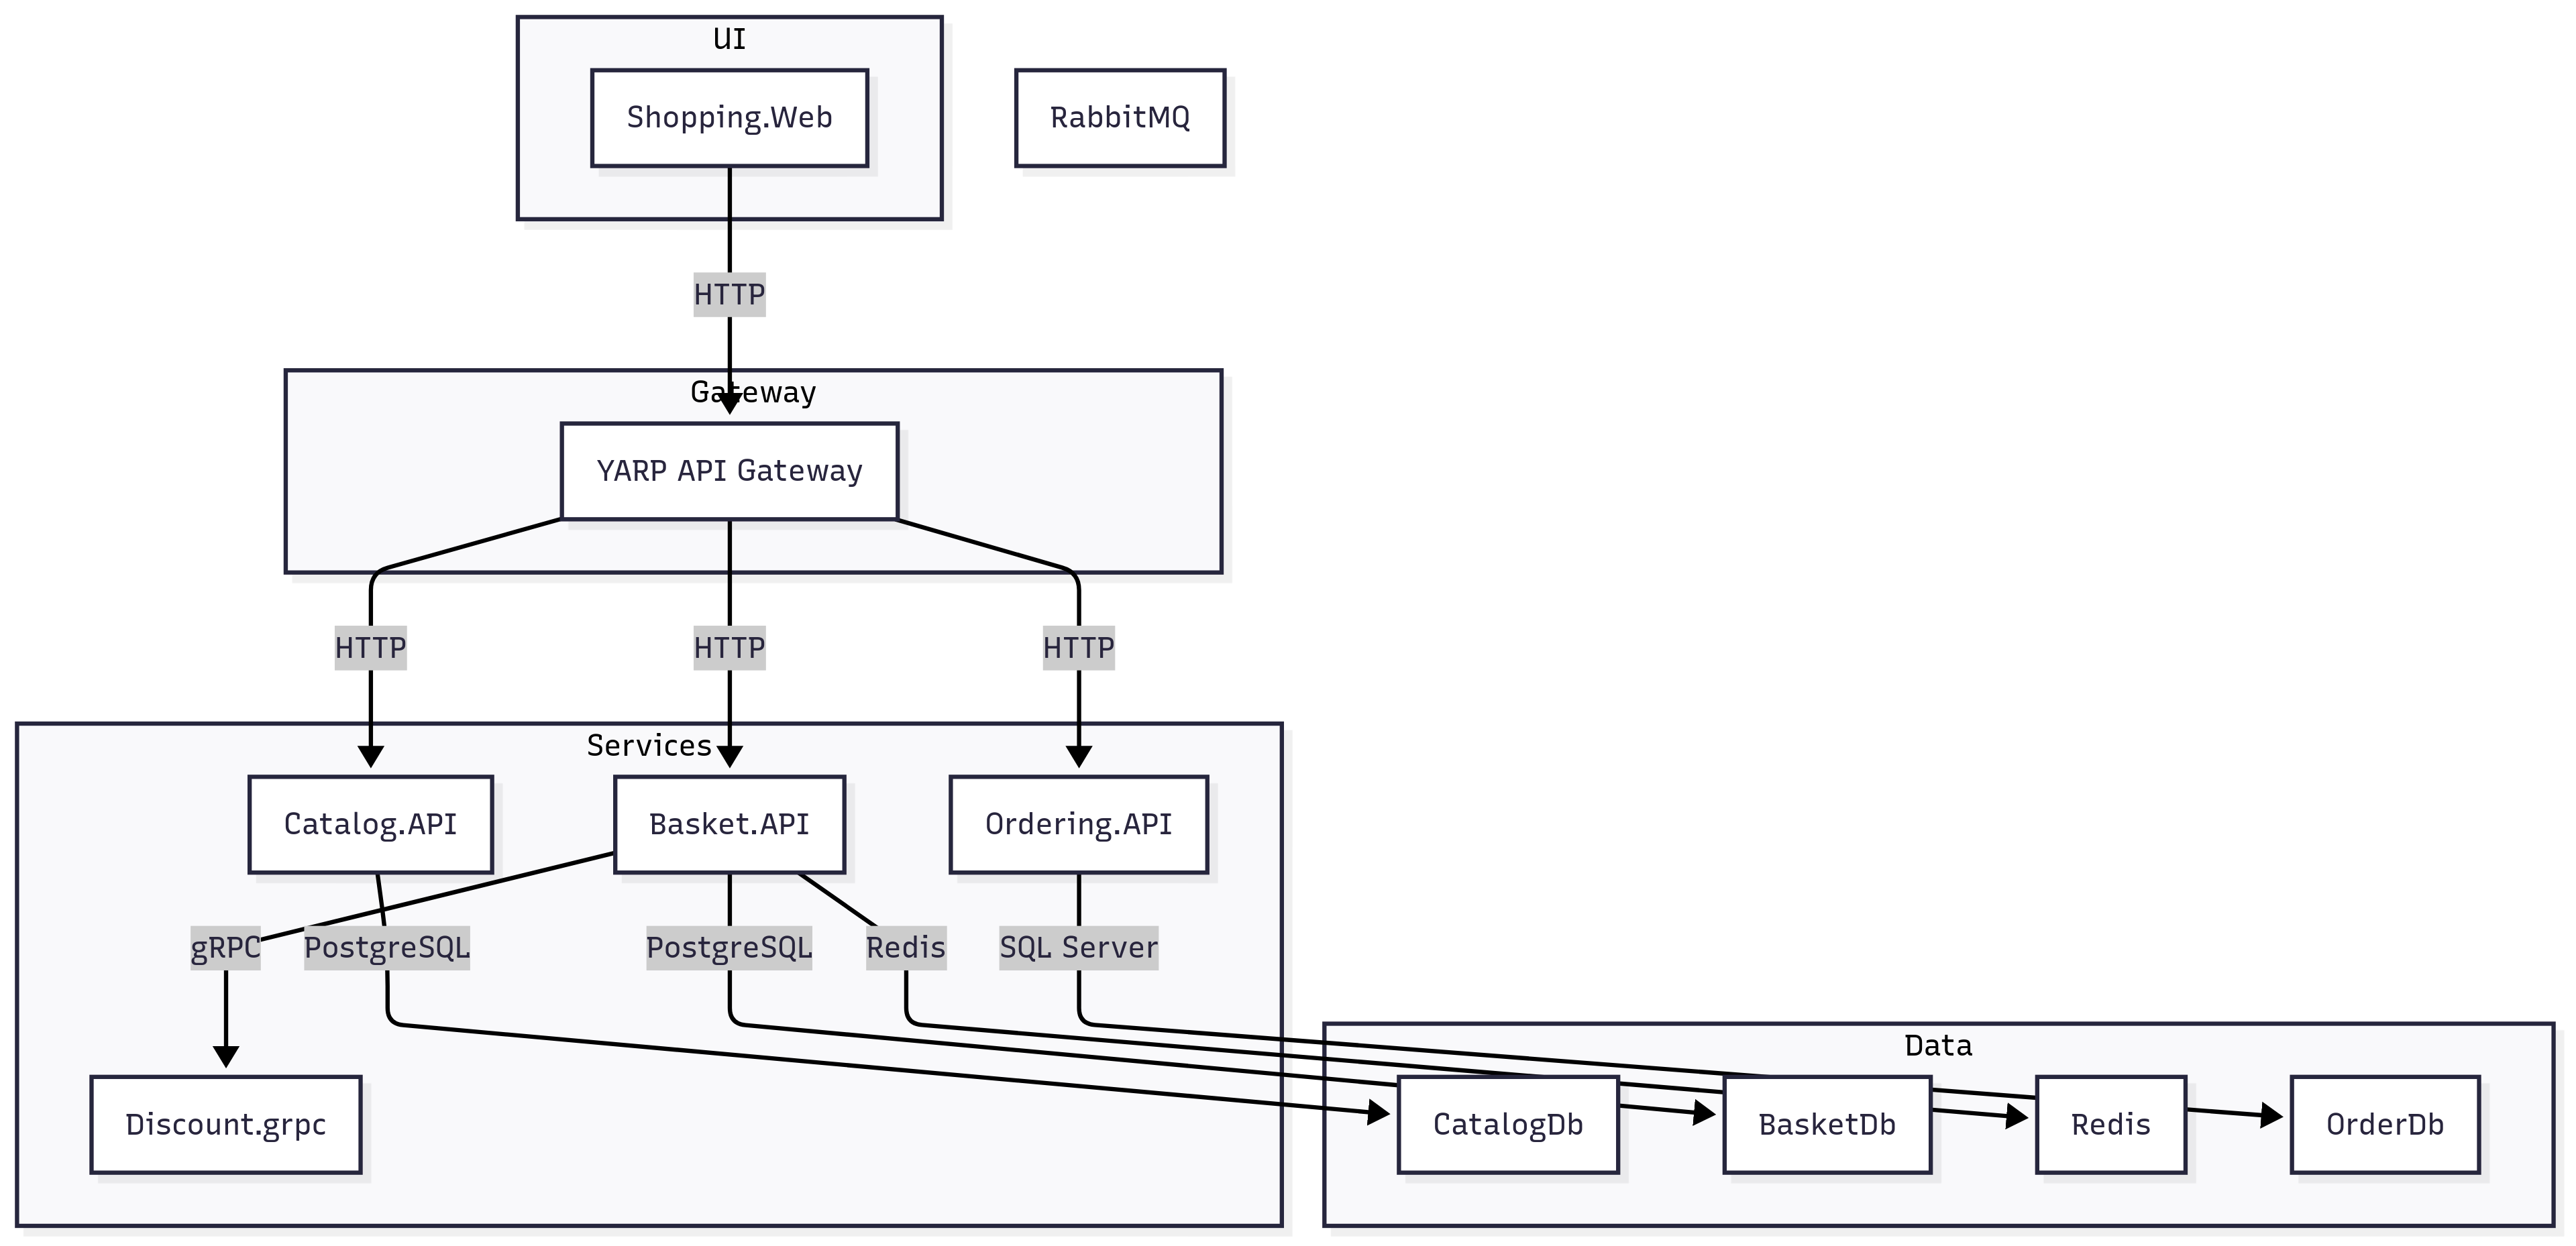 UI
Shopping.Web
RabbitMQ
HTTP
Gateway
YARP API Gateway
HTTP
HTTP
HTTP
Services
Catalog.API
Basket.API
Ordering.API
gRPC
PostgreSQL
PostgreSQL
Redis
SQL Server
Data
Discount.grpc
CatalogDb
BasketDb
Redis
OrderDb